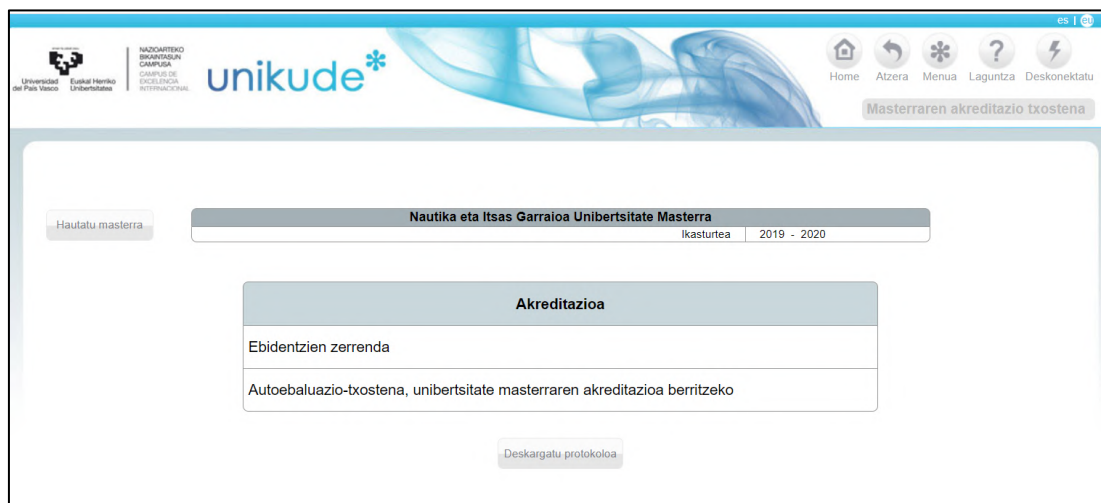 es | eu
Universidad del País Vasco
Euskal Herriko Unibertsitatea
NAZIOARTEKO
BIKAINTASUN
CAMPUSA
CAMPUS DE
EXCELENCIA
INTERNACIONAL
unikude*
Home Atzera Menua Laguntza Deskonektatu
Masterraren akreditazio txostena
Hautatu masterra
Nautika eta Itsas Garraioa Unibertsitate Masterra
Ikasturtea 2019 - 2020
Akreditazioa
Ebidentzien zerrenda
Autoebaluazio-txostena, unibertsitate masterraren akreditazioa berritzeko
Deskargatu protokoloa